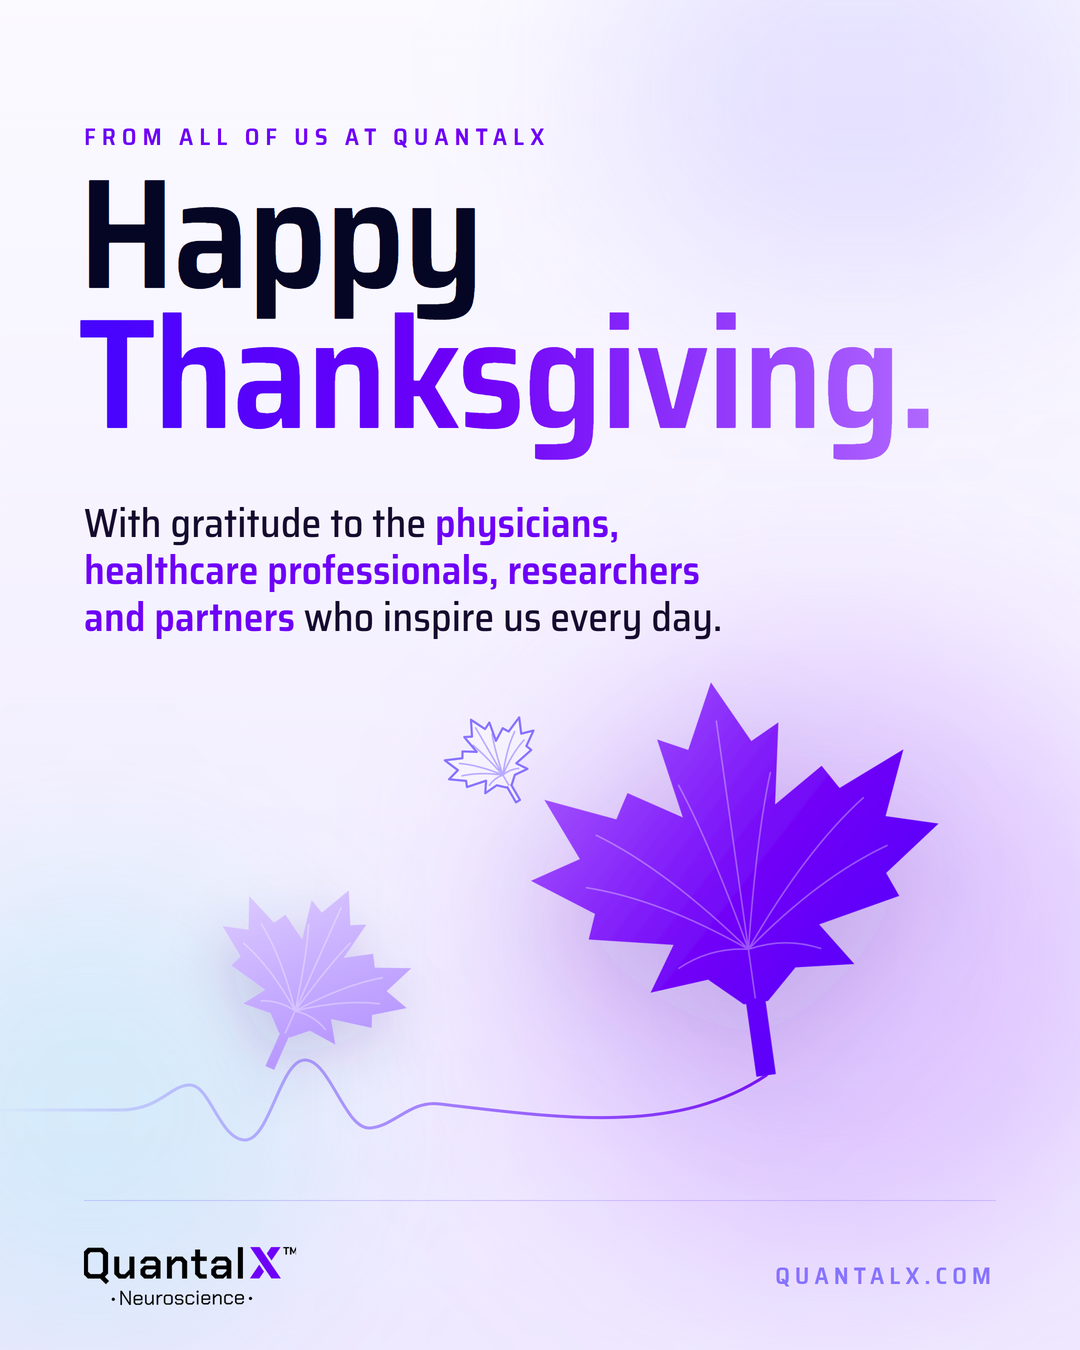 FROM ALL OF US AT QUANTALX
Happy
Thanksgiving.
With gratitude to the physicians,
healthcare professionals, researchers
and partners who inspire us every day.
QuantalX™
·Neuroscience·
QUANTALX.COM